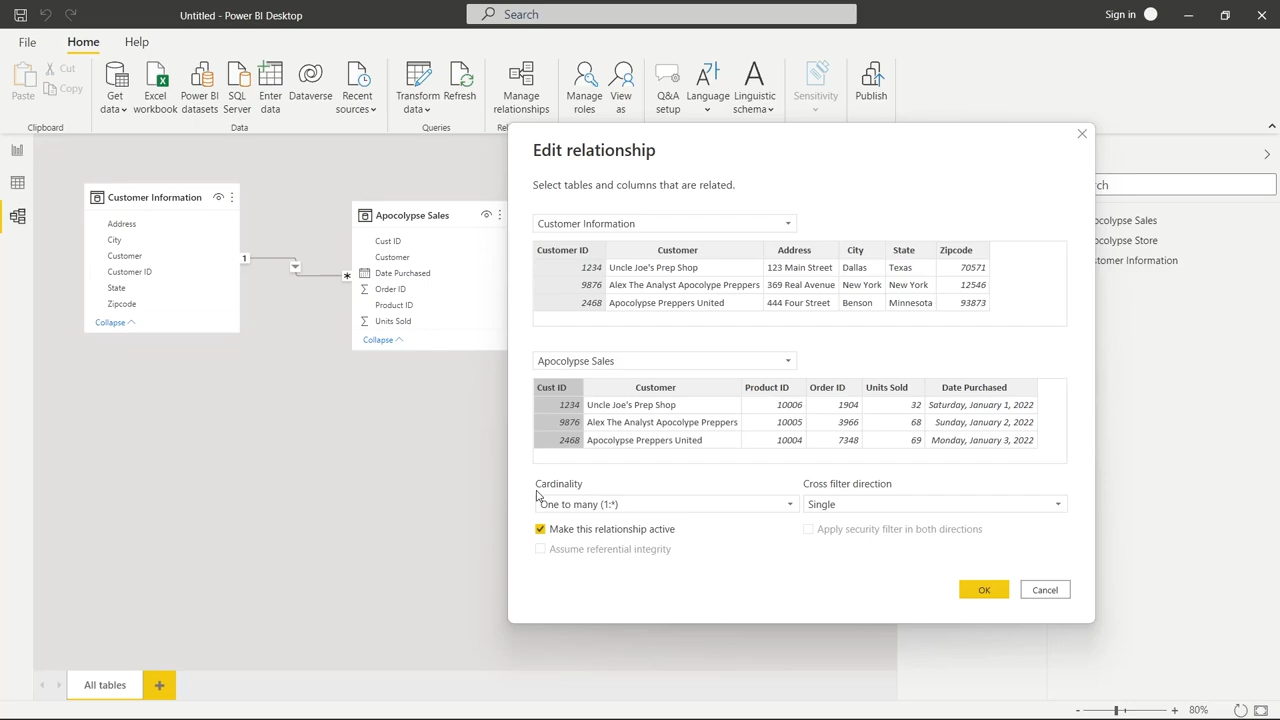 Untitled - Power BI Desktop
Search
Sign in
File
Home
Help
Paste
Cut
Copy
Clipboard
Get data
Excel workbook
Power BI datasets
SQL Server
Enter data
Dataverse
Recent sources
Data
Transform data
Refresh
Queries
Manage relationships
Manage roles
View as
Q&A setup
Language
Linguistic schema
Sensitivity
Publish
Customer Information
Address
City
Customer
Customer ID
State
Zipcode
Collapse
1
*
Apocolypse Sales
Cust ID
Customer
Date Purchased
Order ID
Product ID
Units Sold
Collapse
Edit relationship
Select tables and columns that are related.
Customer Information
Customer ID Customer Address City State Zipcode
1234 Uncle Joe's Prep Shop 123 Main Street Dallas Texas 70571
9876 Alex The Analyst Apocolype Preppers 369 Real Avenue New York New York 12546
2468 Apocolypse Preppers United 444 Four Street Benson Minnesota 93873
Apocolypse Sales
Cust ID Customer Product ID Order ID Units Sold Date Purchased
1234 Uncle Joe's Prep Shop 10006 1904 32 Saturday, January 1, 2022
9876 Alex The Analyst Apocolype Preppers 10005 3966 68 Sunday, January 2, 2022
2468 Apocolypse Preppers United 10004 7348 69 Monday, January 3, 2022
Cardinality
Cross filter direction
One to many (1:*)
Single
Make this relationship active
Apply security filter in both directions
Assume referential integrity
OK
Cancel
All tables
80%